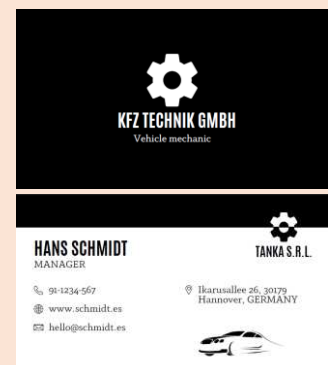 KFZ TECHNIK GMBH
Vehicle mechanic
TANKA S.R.L.
HANS SCHMIDT
MANAGER
91-1234-567
www.schmidt.es
hello@schmidt.es
Ikarusallee 26, 30179
Hannover, GERMANY